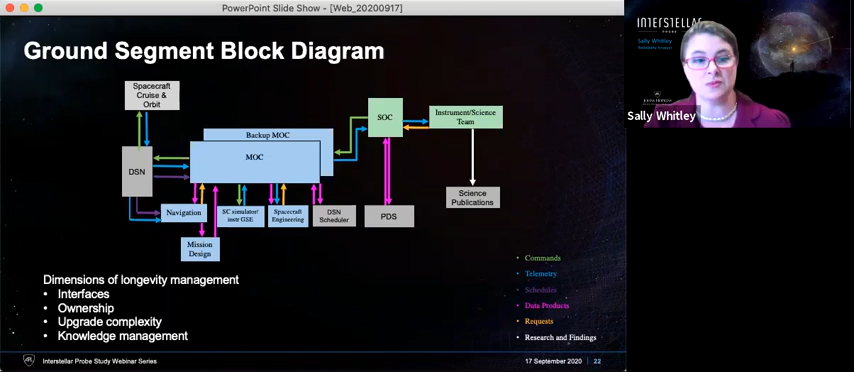 PowerPoint Slide Show - [Web_20200917]
Ground Segment Block Diagram
Spacecraft
Cruise &
Orbit
DSN
Backup MOC
MOC
SOC
Instrument/Science
Team
Science
Publications
Navigation
SC simulator/
instr GSE
Spacecraft
Engineering
DSN
Scheduler
PDS
Mission
Design
Dimensions of longevity management
• Interfaces
• Ownership
• Upgrade complexity
• Knowledge management
• Commands
• Telemetry
• Schedules
• Data Products
• Requests
• Research and Findings
APL
Interstellar Probe Study Webinar Series
17 September 2020 | 22
INTERSTELLAR
PROBE
Sally Whitley
Sally Whitley